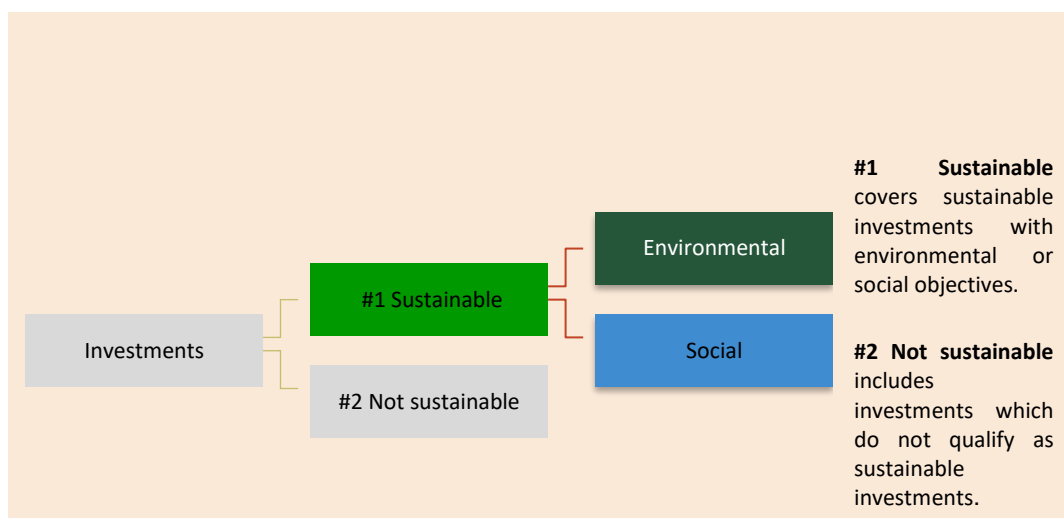 Investments
#1 Sustainable
#2 Not sustainable
Environmental
Social
#1 Sustainable
covers sustainable
investments with
environmental or
social objectives.
#2 Not sustainable
includes
investments which
do not qualify as
sustainable
investments.